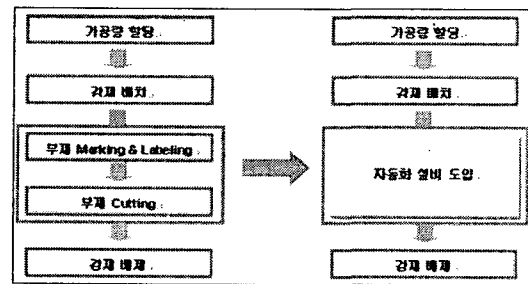 가공량 할당
강재 배치
부재 Marking & Labeling
부재 Cutting
강재 배제
가공량 할당
강재 배치
자동화 설비 도입
강재 배제